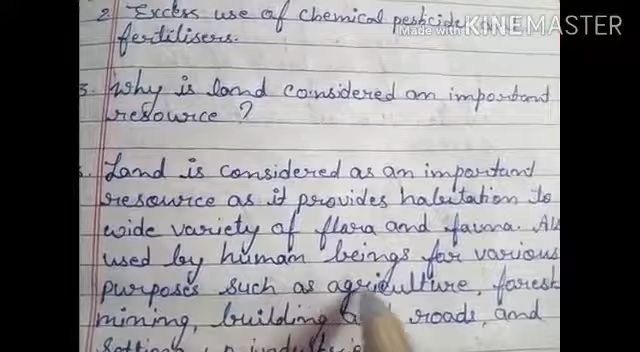 2. Excess use of chemical pesticide
Made with KINEMASTER
fertilisers.
3. Why is land considered an important
resource ?
Land is considered as an important
resource as it provides habitation to
wide variety of flora and fauna.
used by human beings for various
purposes such as agriculture, forest
mining, building roads, and